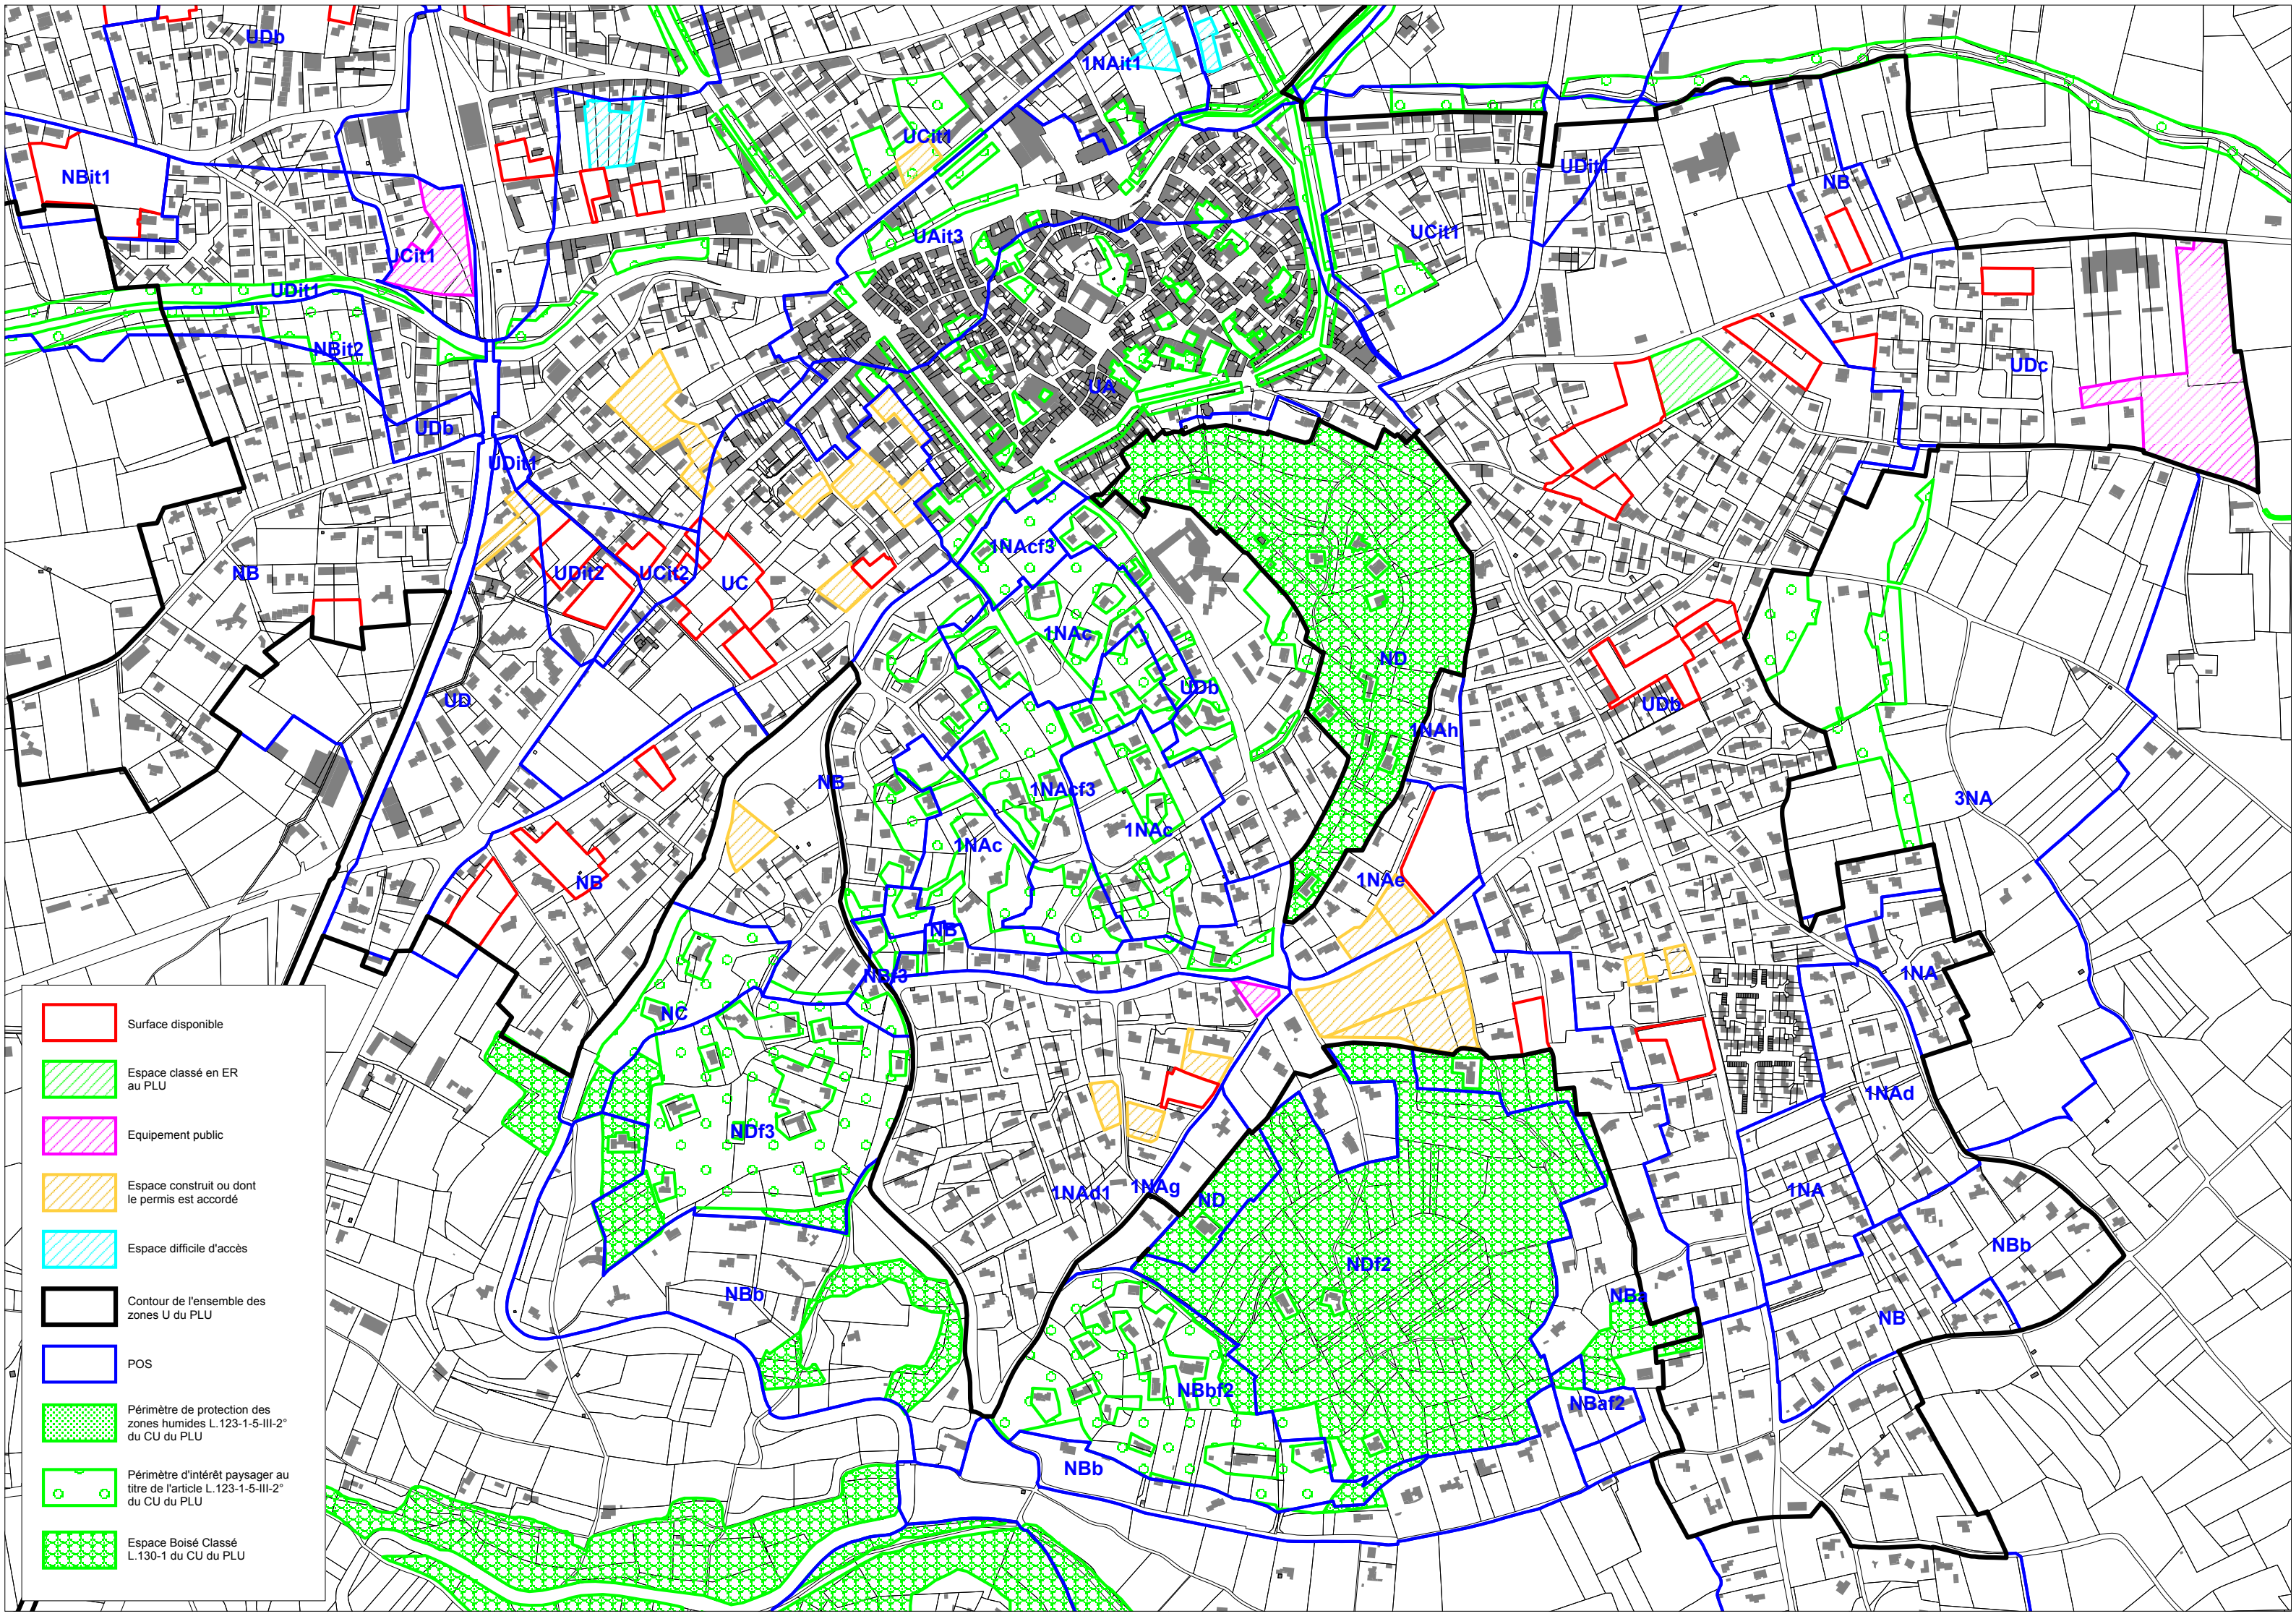 UDb
1NAit1
UCit1
NBit1
UDit1
NB
UAit3
UCit1
UCit1
UDit1
NBit2
UDc
UA
UDb
UDit1
1NAcf3
NB
UDit2
UCit2
UC
1NAc
ND
UDb
UD
UDb
1NAh
NB
1NAcf3
3NA
1NAc
1NAc
NB
1NAe
NB
NBf3
1NA
NC
1NAd
NDf3
1NAd1
1NAg
ND
1NA
NBb
NDf2
NBb
NBa
NB
NBbf2
NBaf2
NBb
Surface disponible
Espace classé en ER
au PLU
Equipement public
Espace construit ou dont
le permis est accordé
Espace difficile d'accès
Contour de l'ensemble des
zones U du PLU
POS
Périmètre de protection des
zones humides L.123-1-5-III-2°
du CU du PLU
Périmètre d'intérêt paysager au
titre de l'article L.123-1-5-III-2°
du CU du PLU
Espace Boisé Classé
L.130-1 du CU du PLU